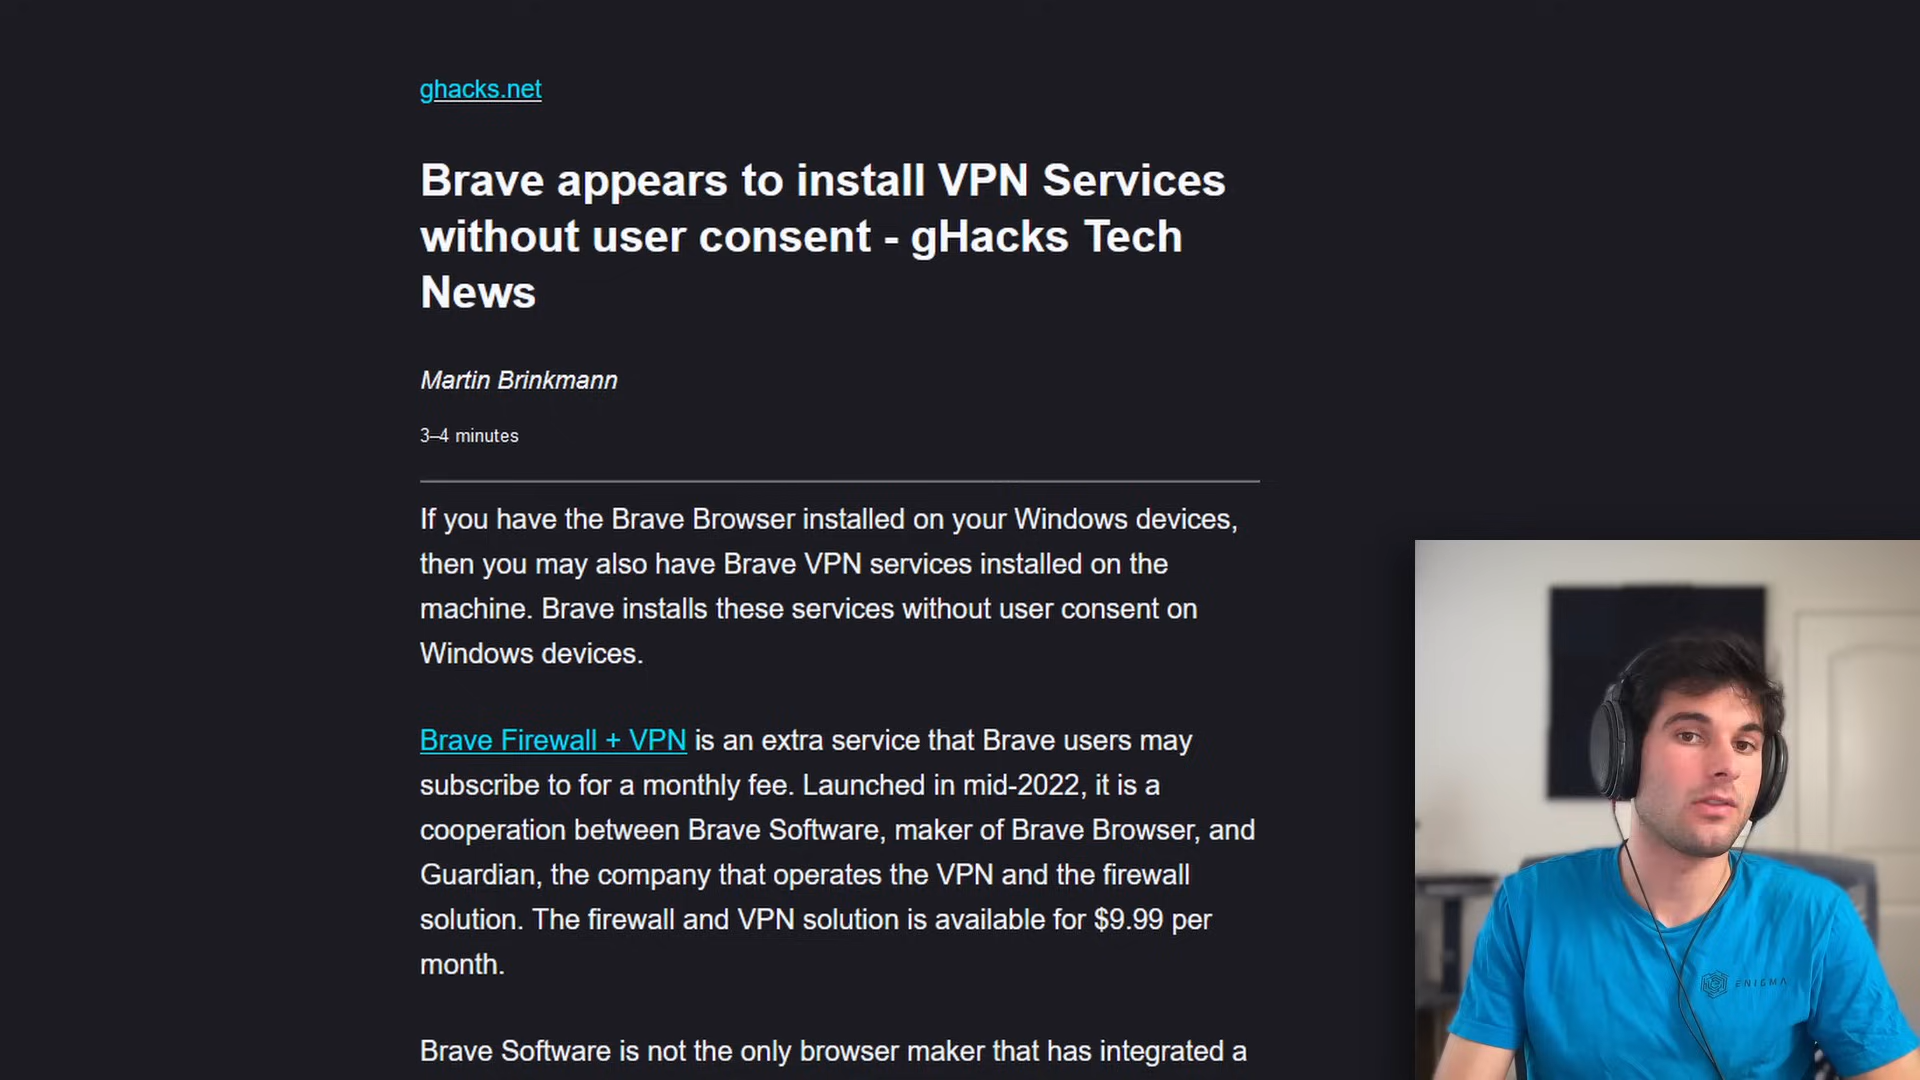 ghacks.net
Brave appears to install VPN Services
without user consent - gHacks Tech
News
Martin Brinkmann
3–4 minutes
If you have the Brave Browser installed on your Windows devices,
then you may also have Brave VPN services installed on the
machine. Brave installs these services without user consent on
Windows devices.
Brave Firewall + VPN is an extra service that Brave users may
subscribe to for a monthly fee. Launched in mid-2022, it is a
cooperation between Brave Software, maker of Brave Browser, and
Guardian, the company that operates the VPN and the firewall
solution. The firewall and VPN solution is available for $9.99 per
month.
Brave Software is not the only browser maker that has integrated a
ENIGMA